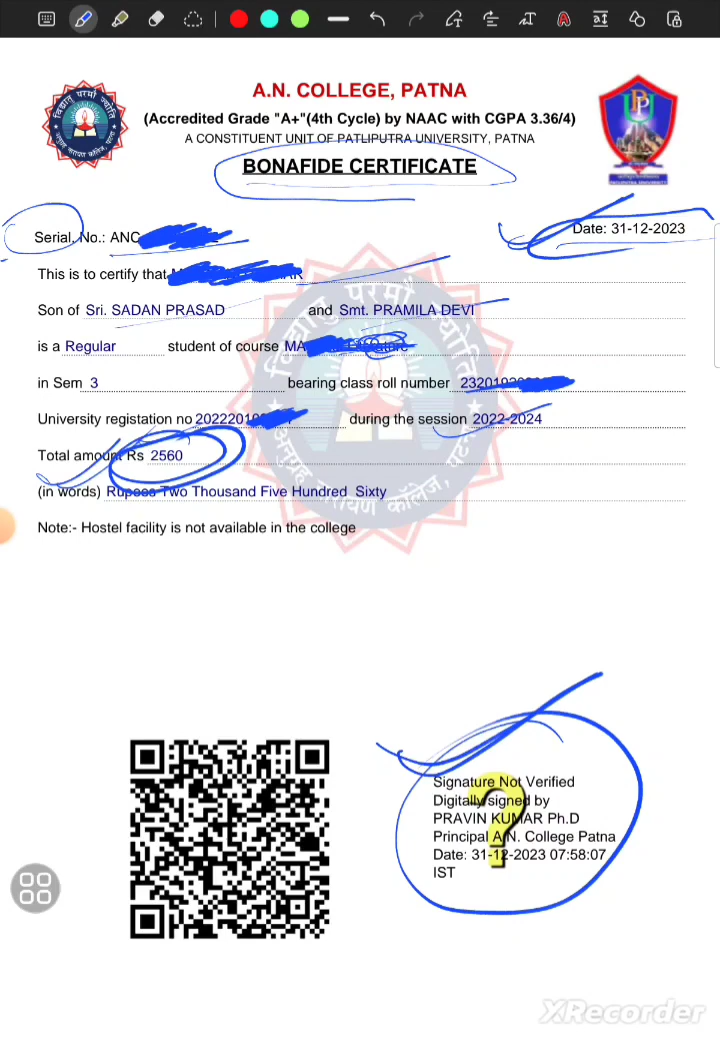 A.N. COLLEGE, PATNA
(Accredited Grade "A+"(4th Cycle) by NAAC with CGPA 3.36/4)
A CONSTITUENT UNIT OF PATLIPUTRA UNIVERSITY, PATNA
BONAFIDE CERTIFICATE
Serial. No.: ANC
Date: 31-12-2023
This is to certify that
Son of Sri. SADAN PRASAD and Smt. PRAMILA DEVI
is a Regular student of course MA
in Sem 3 bearing class roll number
University registation no during the session 2022-2024
Total amount Rs 2560
(in words) Rupees Two Thousand Five Hundred Sixty
Note:- Hostel facility is not available in the college
Signature Not Verified
Digitally signed by
PRAVIN KUMAR Ph.D
Principal A.N. College Patna
Date: 31-12-2023 07:58:07
IST
XRecorder